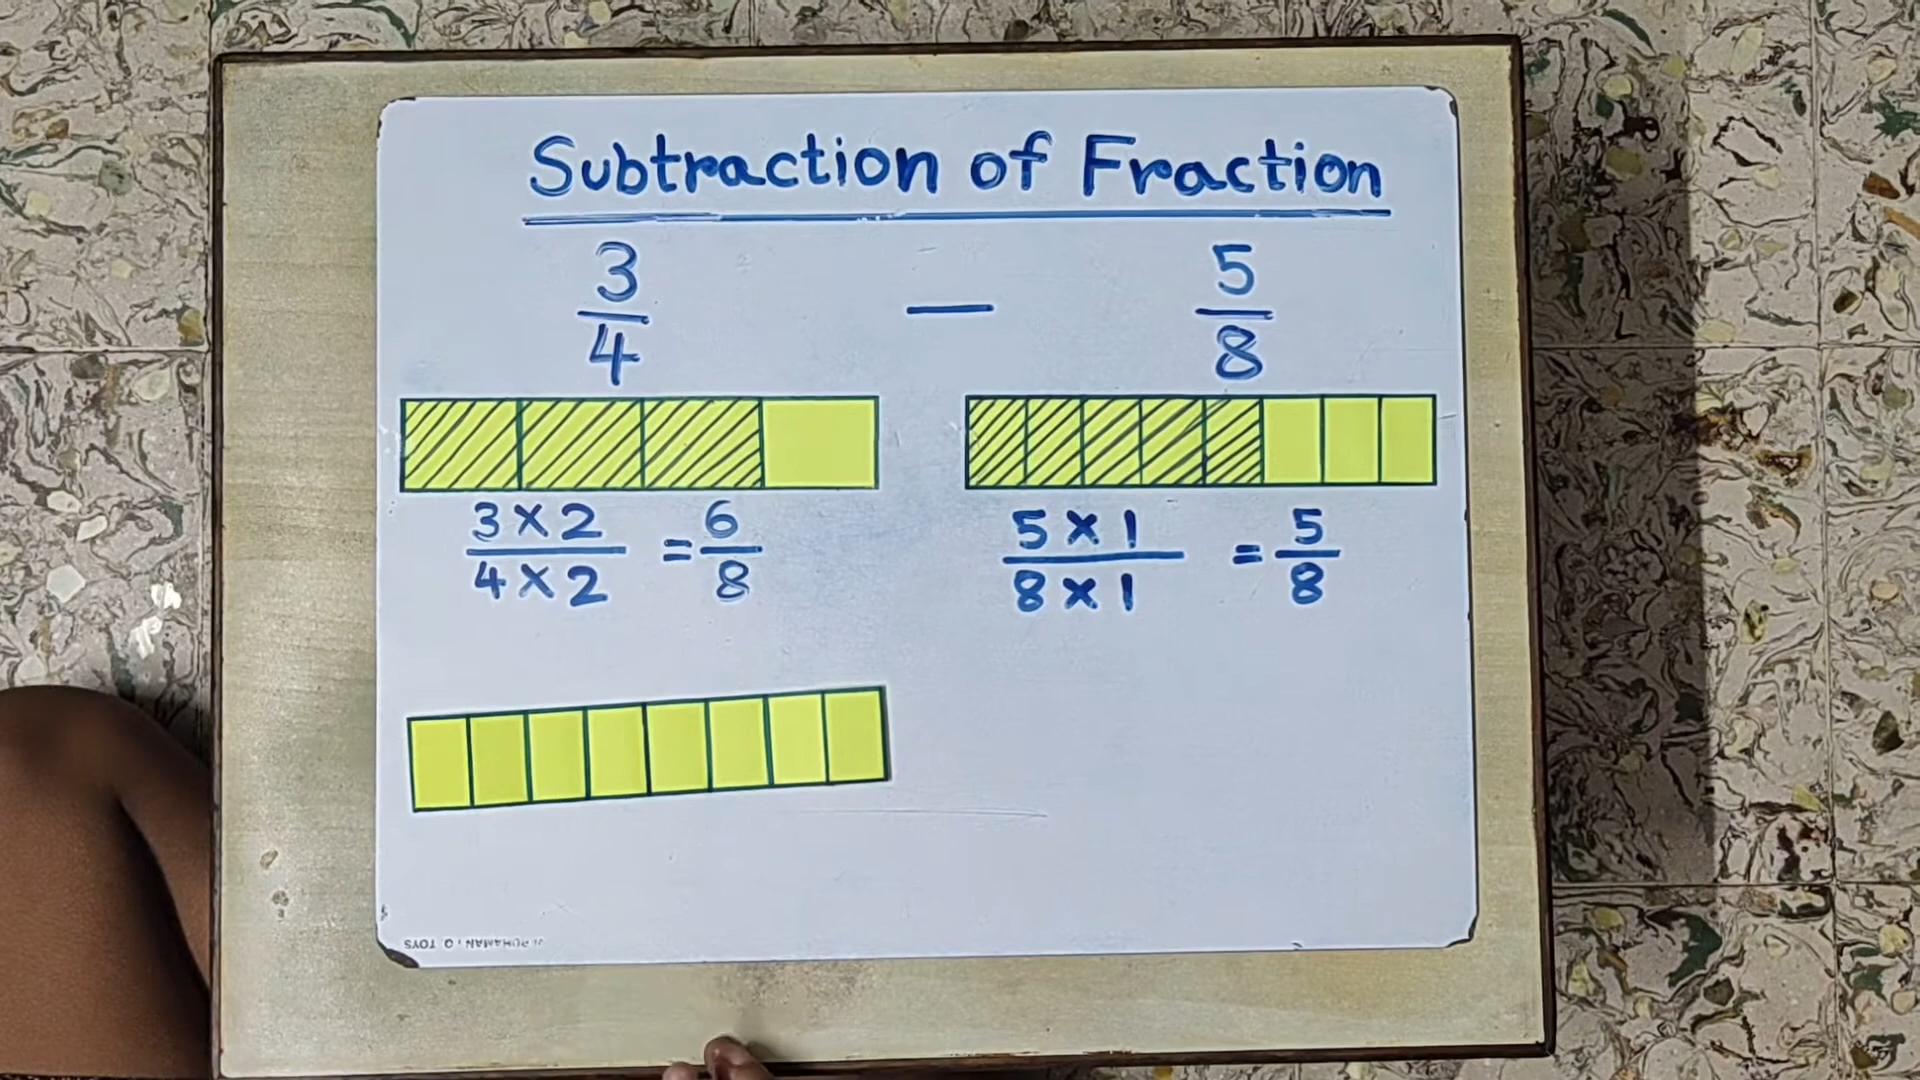 Subtraction of Fraction
3/4 — 5/8
3×2/4×2 = 6/8
5×1/8×1 = 5/8
TOYS